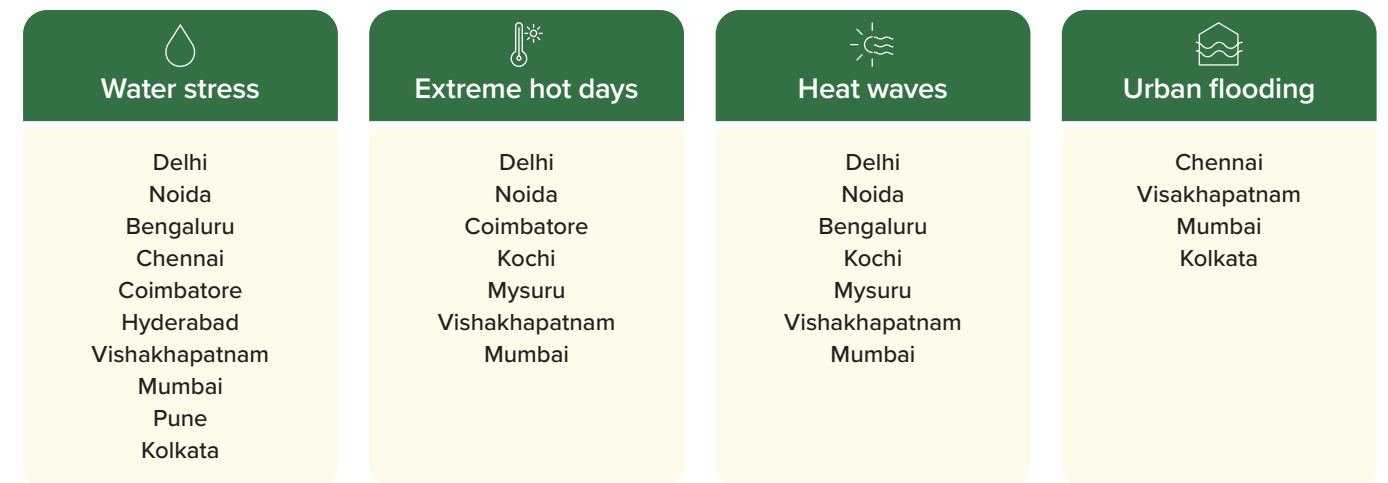 Water stress
Delhi
Noida
Bengaluru
Chennai
Coimbatore
Hyderabad
Vishakhapatnam
Mumbai
Pune
Kolkata
Extreme hot days
Delhi
Noida
Coimbatore
Kochi
Mysuru
Vishakhapatnam
Mumbai
Heat waves
Delhi
Noida
Bengaluru
Kochi
Mysuru
Vishakhapatnam
Mumbai
Urban flooding
Chennai
Visakhapatnam
Mumbai
Kolkata